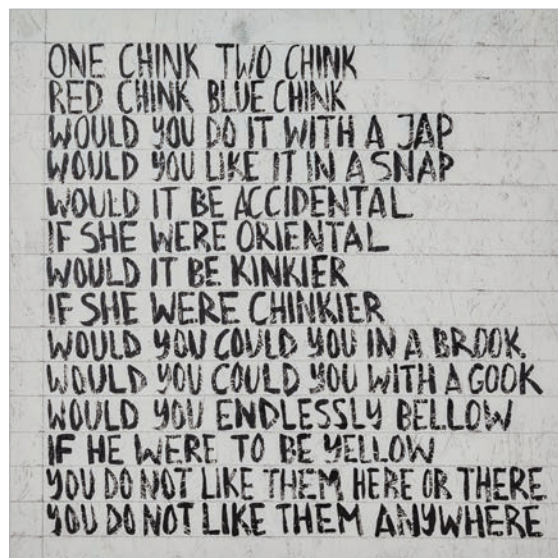 ONE CHINK TWO CHINK
RED CHINK BLUE CHINK
WOULD YOU DO IT WITH A JAP
WOULD YOU LIKE IT IN A SNAP
WOULD IT BE ACCIDENTAL
IF SHE WERE ORIENTAL
WOULD IT BE KINKIER
IF SHE WERE CHINKIER
WOULD YOU COULD YOU IN A BROOK.
WOULD YOU COULD YOU WITH A GOOK
WOULD YOU ENDLESSLY BELLOW
IF HE WERE TO BE YELLOW
YOU DO NOT LIKE THEM HERE OR THERE
YOU DO NOT LIKE THEM ANYWHERE